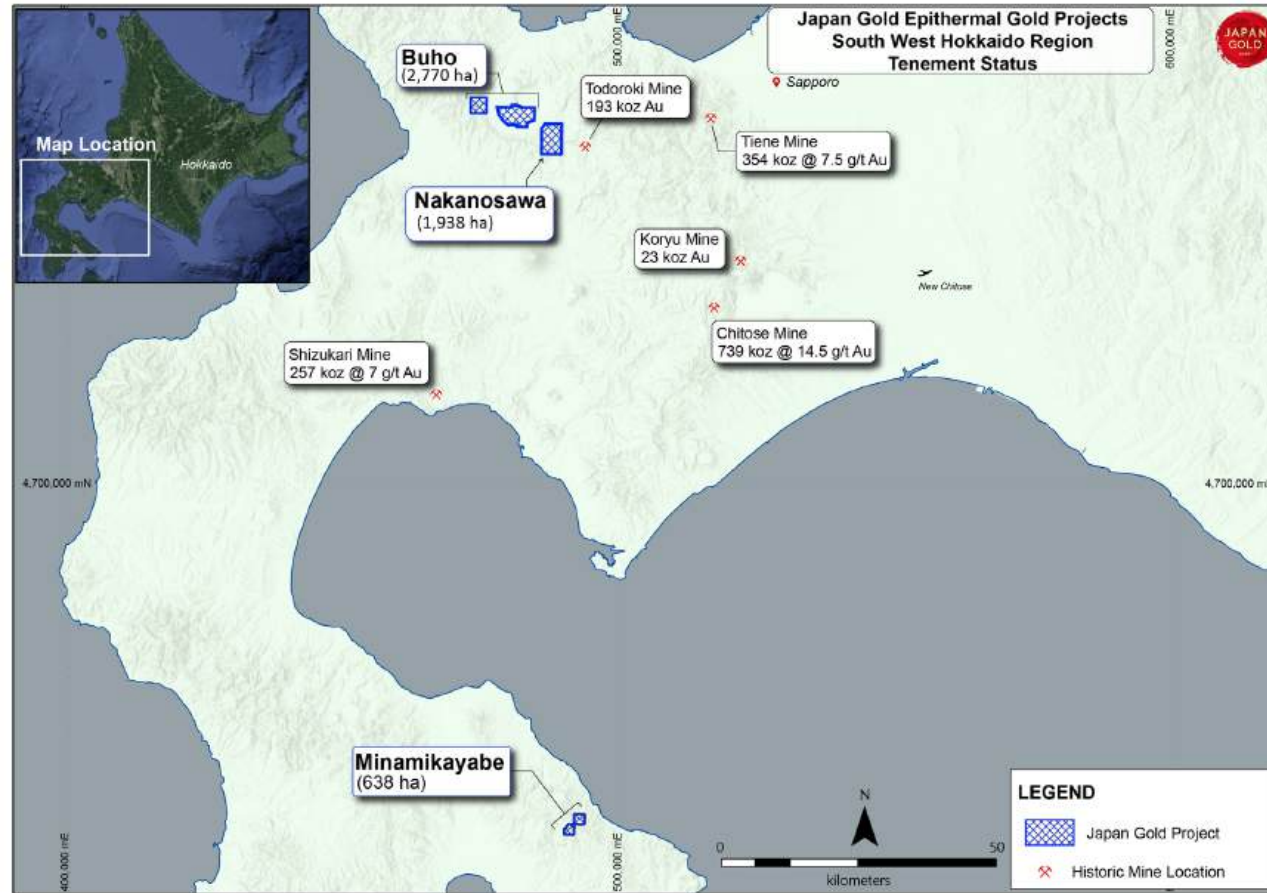 Japan Gold Epithermal Gold Projects
South West Hokkaido Region
Tenement Status
JAPAN
GOLD
Map Location
Hokkaido
500,000 mE
600,000 mE
Sapporo
Buho
(2,770 ha)
Todoroki Mine
193 koz Au
Tiene Mine
354 koz @ 7.5 g/t Au
Nakanosawa
(1,938 ha)
Koryu Mine
23 koz Au
New Chitose
Chitose Mine
739 koz @ 14.5 g/t Au
Shizukari Mine
257 koz @ 7 g/t Au
4,700,000 mN
4,700,000 mN
Minamikayabe
(638 ha)
400,000 mE
500,000 mE
N
0
50
kilometers
LEGEND
Japan Gold Project
Historic Mine Location